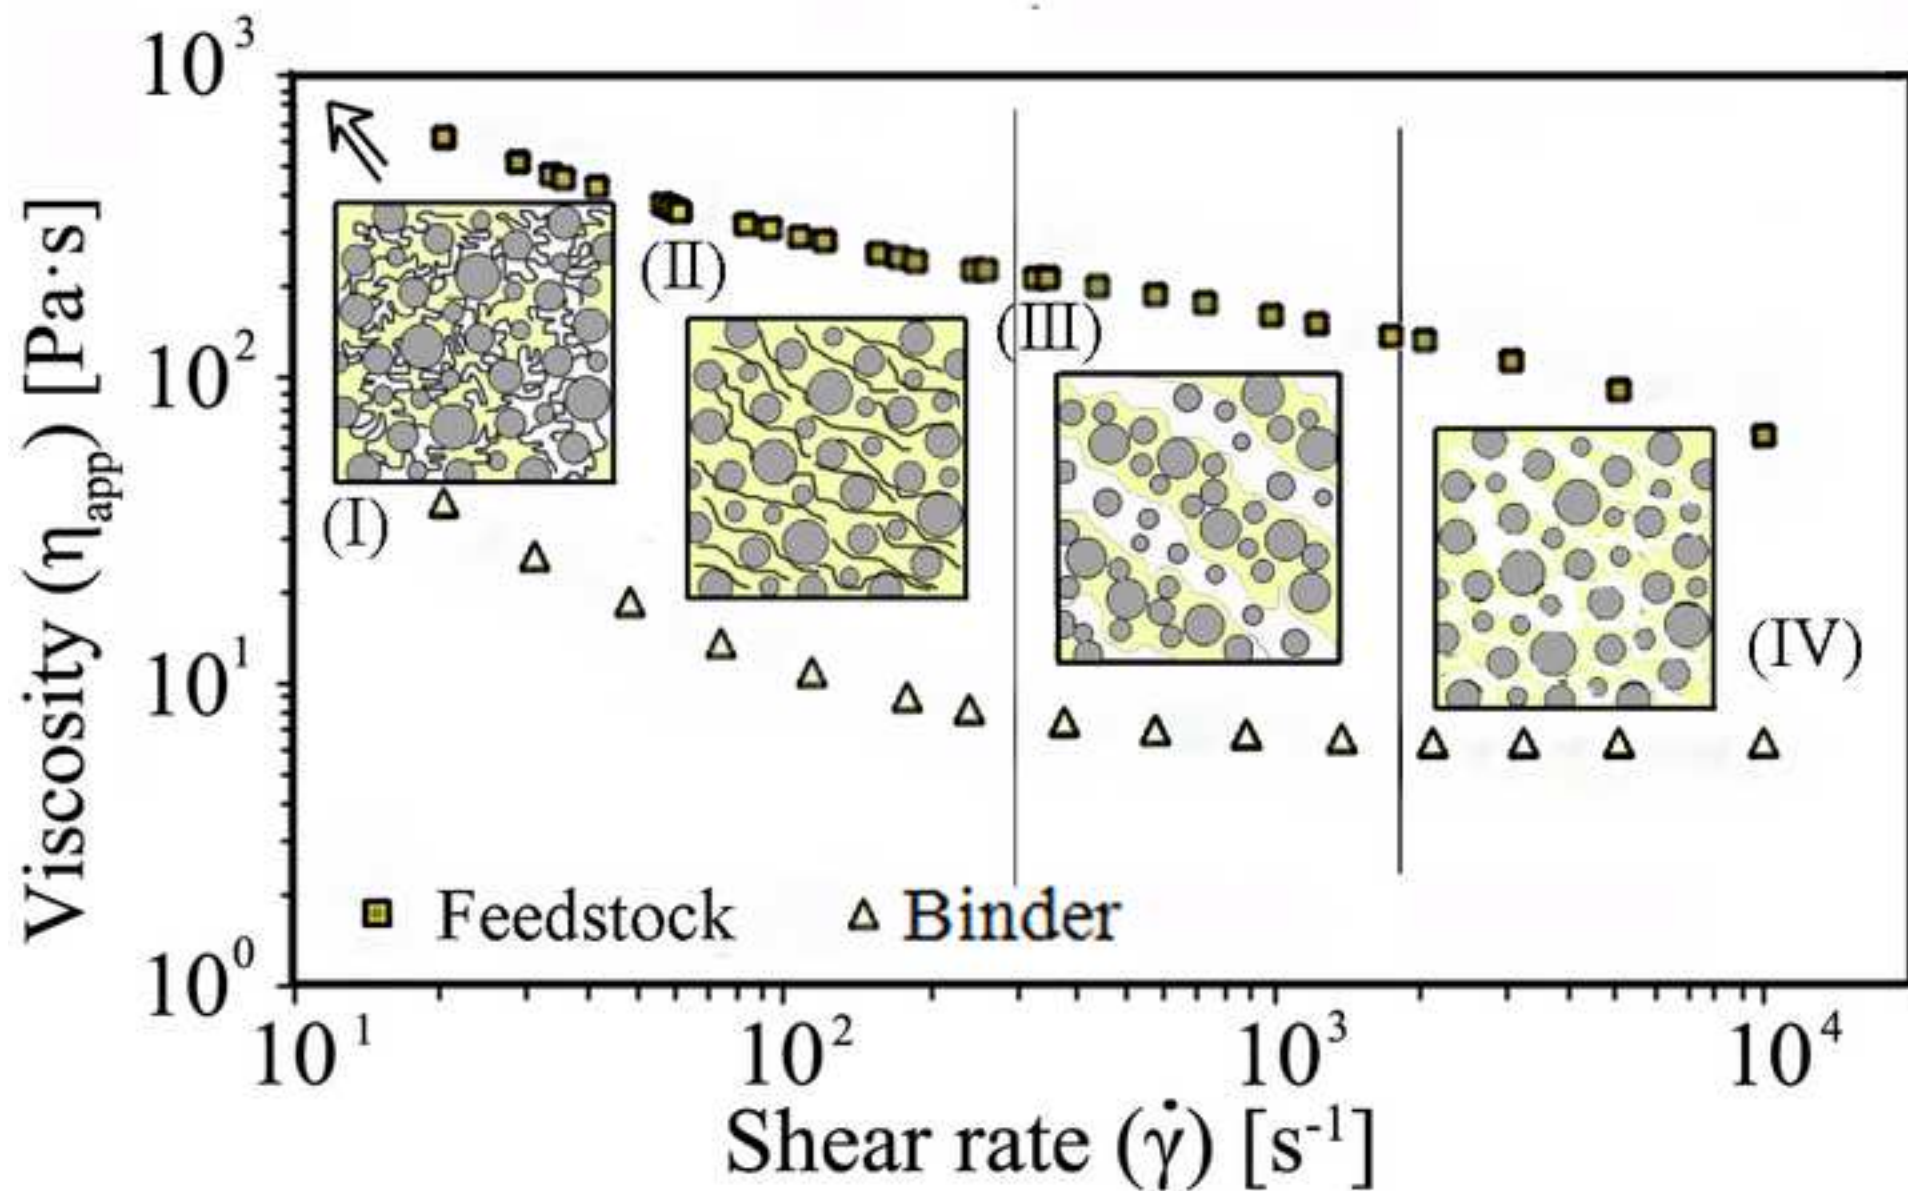 10³
10²
10¹
10⁰
Viscosity (η_app) [Pa·s]
(I)
(II)
(III)
(IV)
Feedstock
Binder
10¹
10²
10³
10⁴
Shear rate (γ̇) [s⁻¹]